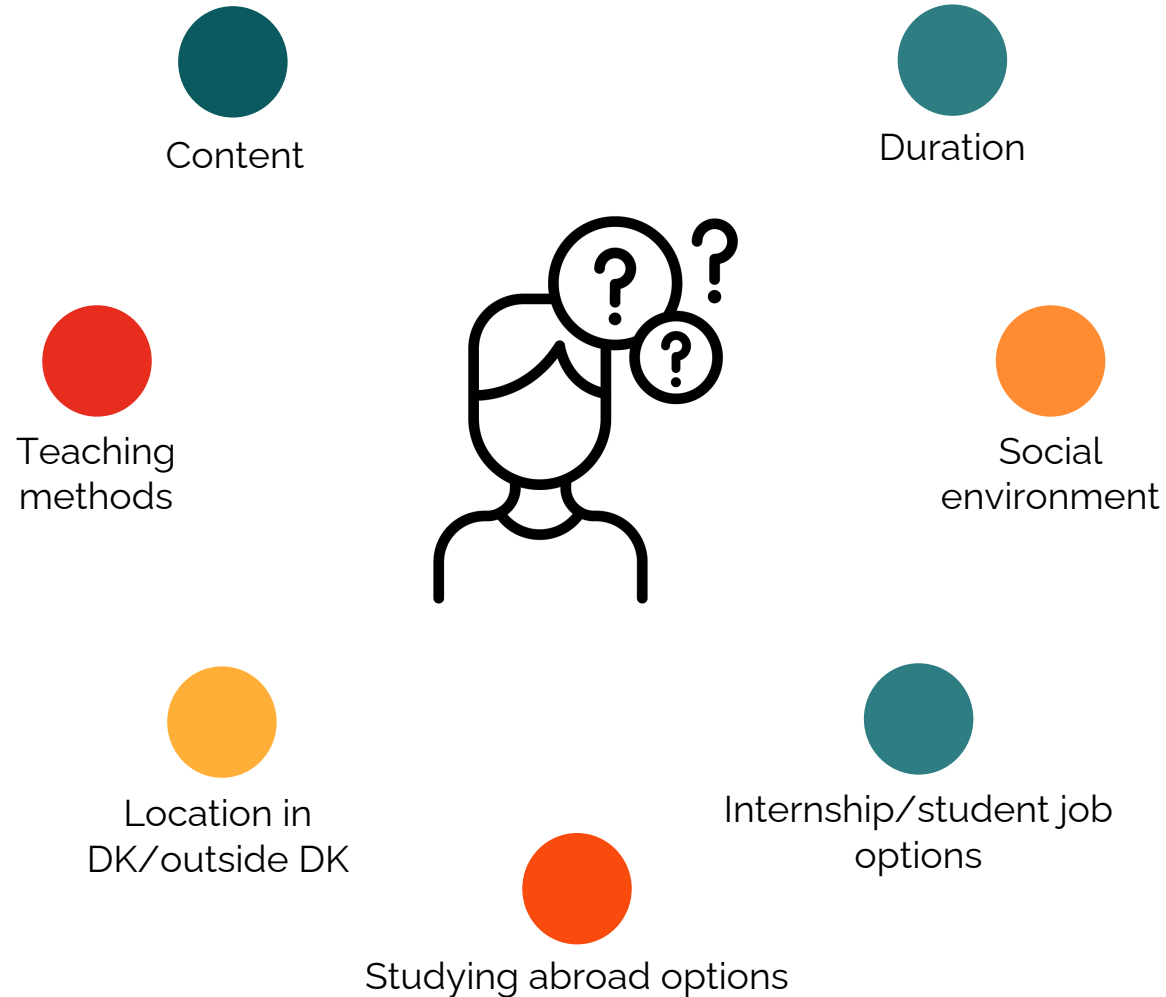 Content
Duration
?
?
?
Teaching
methods
Social
environment
Location in
DK/outside DK
Internship/student job
options
Studying abroad options